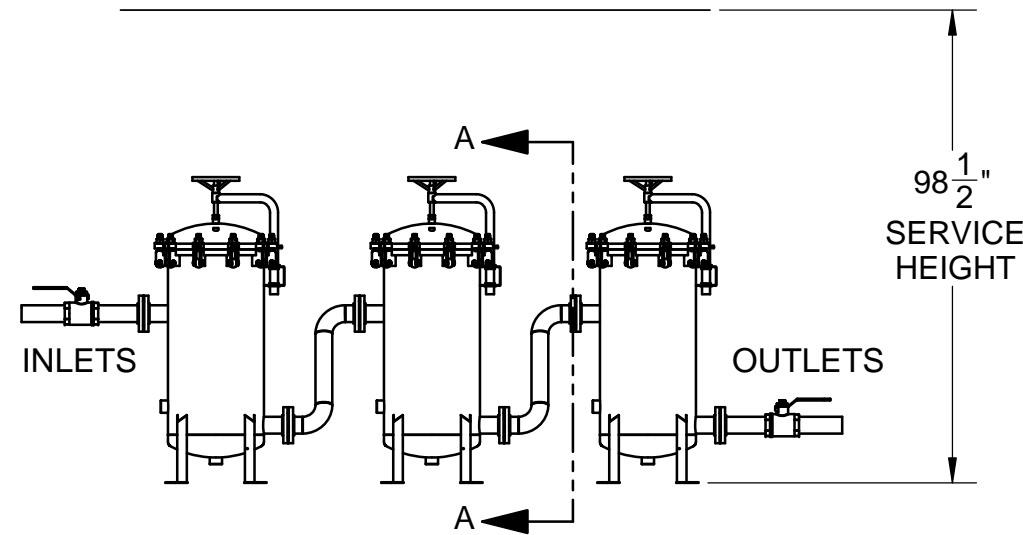 A
98 1/2"
SERVICE
HEIGHT
INLETS
OUTLETS
A